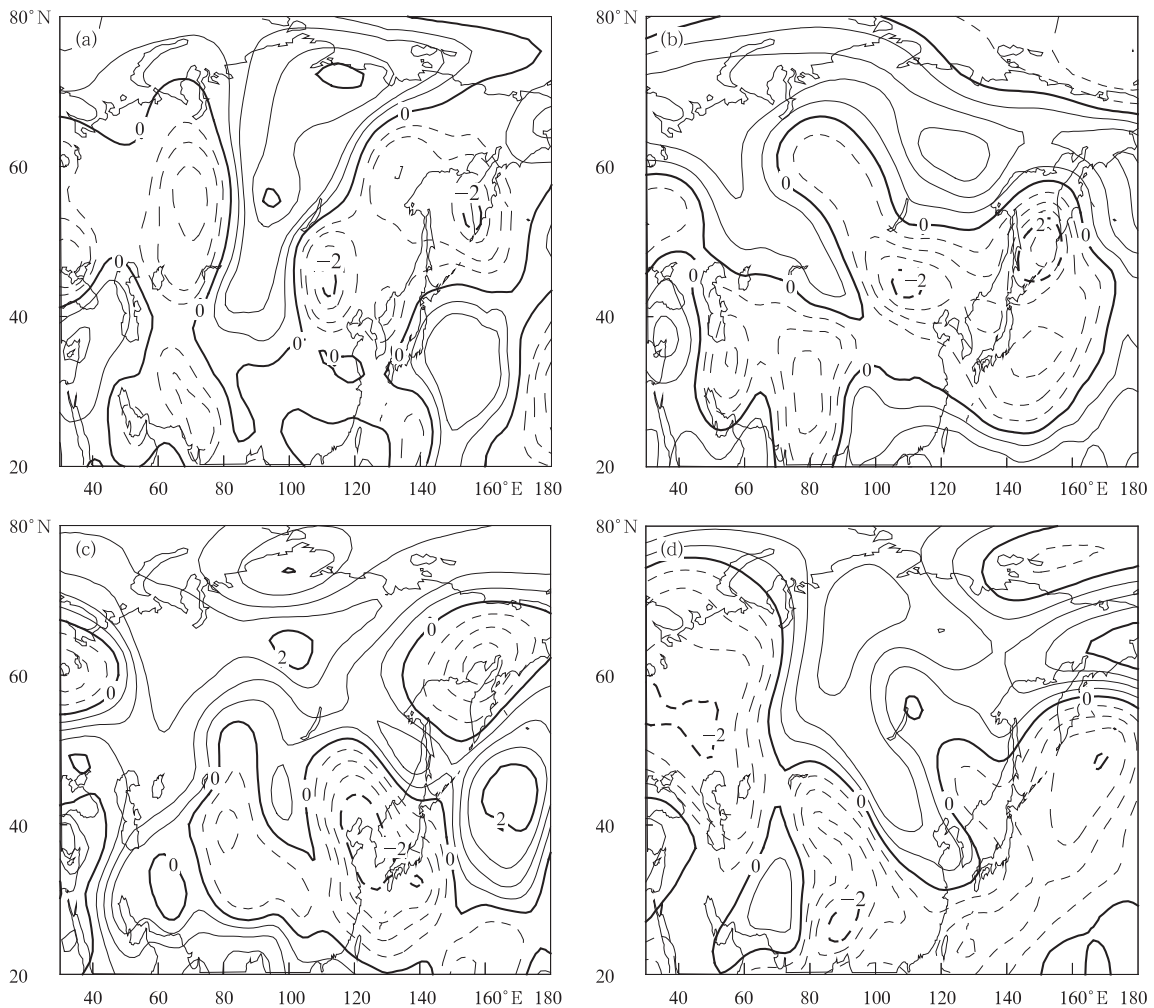 80°N (a) 0 0 60 −2 −2 0 0 40 0 0 0 20 40 60 80 100 120 140 160°E 180
80°N (b) 0 60 0 0 2 0 0 −2 0 40 0 20 40 60 80 100 120 140 160°E 180
80°N (c) 0 2 60 0 0 0 2 40 −2 0 0 20 40 60 80 100 120 140 160°E 180
80°N (d) 60 0 −2 0 0 40 0 −2 20 40 60 80 100 120 140 160°E 180